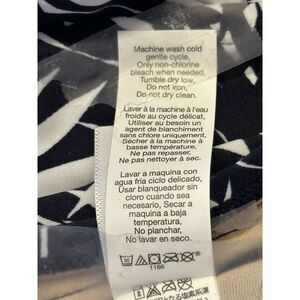 Machine wash cold
gentle cycle,
Only non-chlorine
bleach when needed,
Tumble dry low,
Do not iron,
Do not dry clean.
Laver à la machine à l'eau
froide au cycle délicat,
Utiliser au besoin un
agent de blanchiment
sans chlore uniquement,
Sécher à la machine à
basse température,
Ne pas repasser,
Ne pas nettoyer à sec.
Lavar a maquina con
agua fria ciclo delicado,
Usar blanqueador sin
cloro cuando sea
necesario, Secar a
maquina a baja
temperatura,
No planchar,
No lavar en seco.
1166